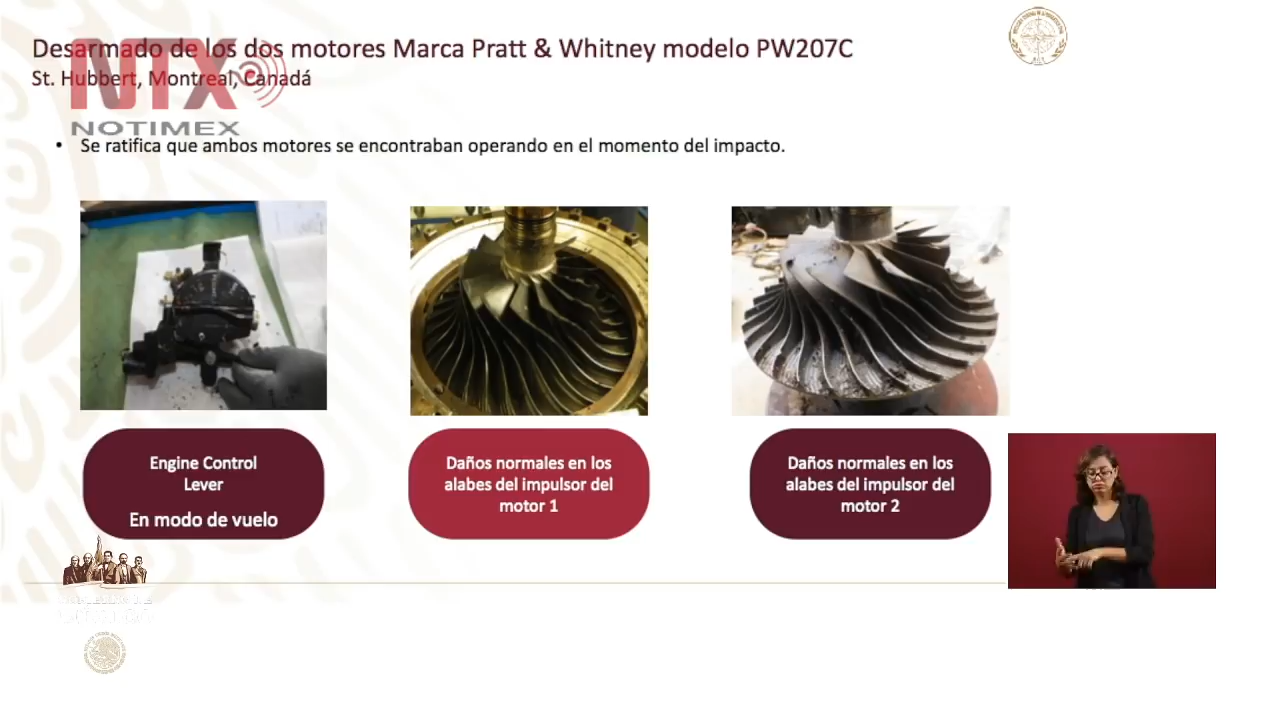 Desarmado de los dos motores Marca Pratt & Whitney modelo PW207C
St. Hubbert, Montreal, Canadá
NTX
NOTIMEX
• Se ratifica que ambos motores se encontraban operando en el momento del impacto.
Engine Control
Lever
En modo de vuelo
Daños normales en los
alabes del impulsor del
motor 1
Daños normales en los
alabes del impulsor del
motor 2